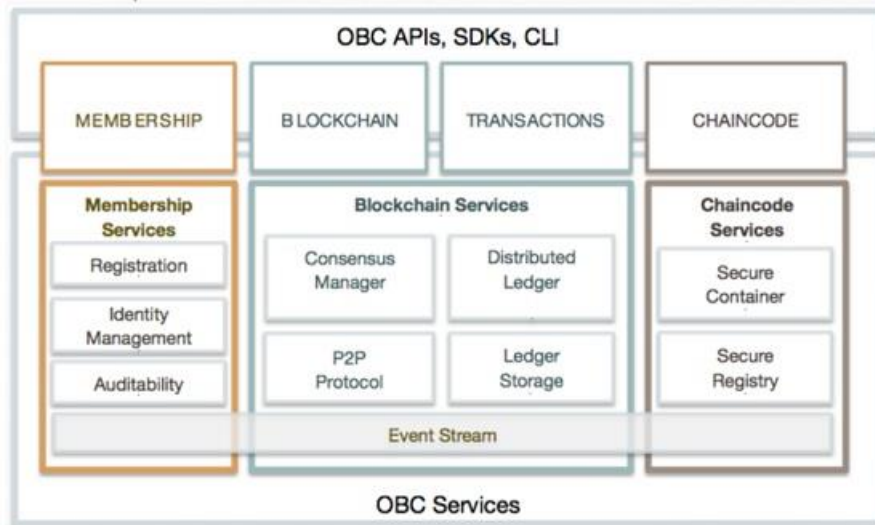 OBC APIs, SDKs, CLI
MEMBERSHIP
BLOCKCHAIN
TRANSACTIONS
CHAINCODE
Membership
Services
Registration
Identity
Management
Auditability
Blockchain Services
Consensus
Manager
Distributed
Ledger
P2P
Protocol
Ledger
Storage
Chaincode
Services
Secure
Container
Secure
Registry
Event Stream
OBC Services